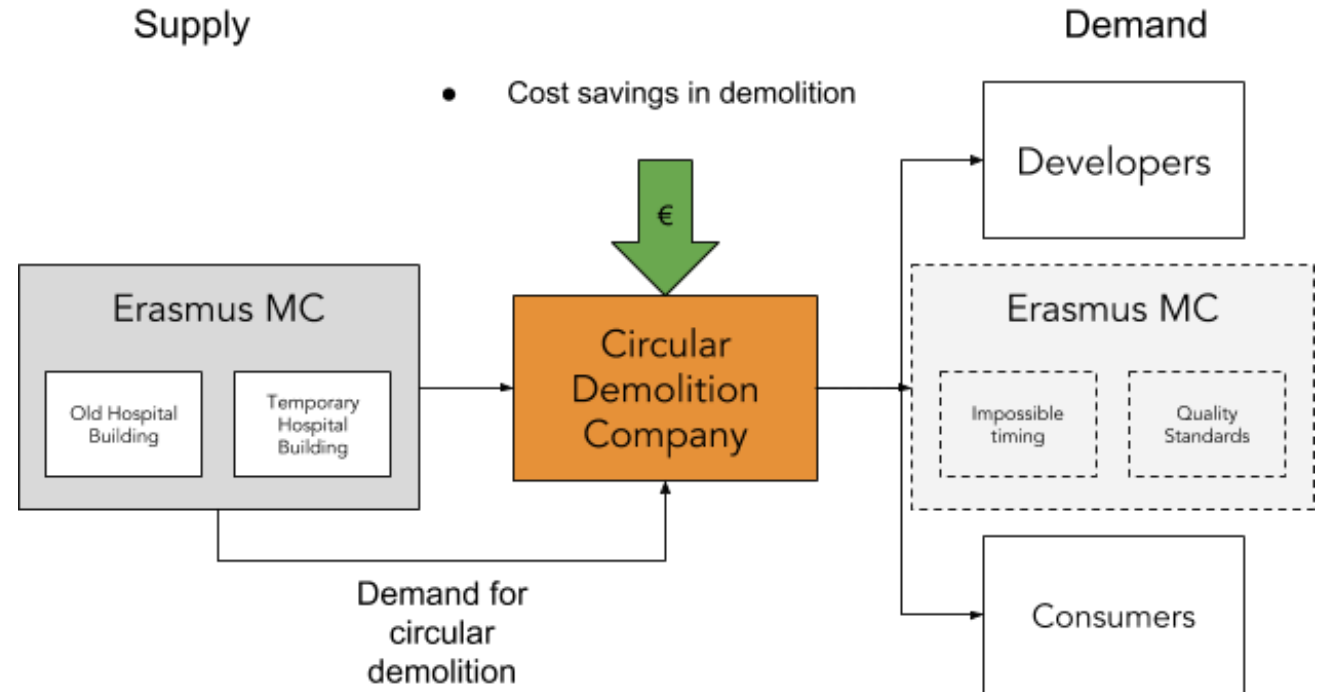 Supply
Demand
● Cost savings in demolition
€
Developers
Erasmus MC
Old Hospital
Building
Temporary
Hospital
Building
Circular
Demolition
Company
Erasmus MC
Impossible
timing
Quality
Standards
Demand for
circular
demolition
Consumers